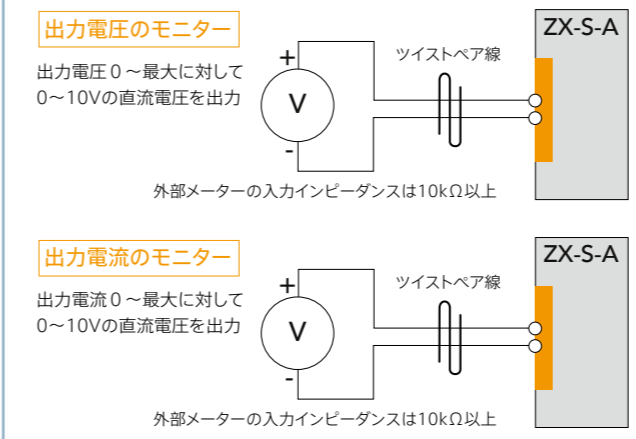 出力電圧のモニター
ZX-S-A
出力電圧0～最大に対して
0～10Vの直流電圧を出力
+
V
-
ツイストペア線
外部メーターの入力インピーダンスは10kΩ以上
出力電流のモニター
ZX-S-A
出力電流0～最大に対して
0～10Vの直流電圧を出力
+
V
-
ツイストペア線
外部メーターの入力インピーダンスは10kΩ以上